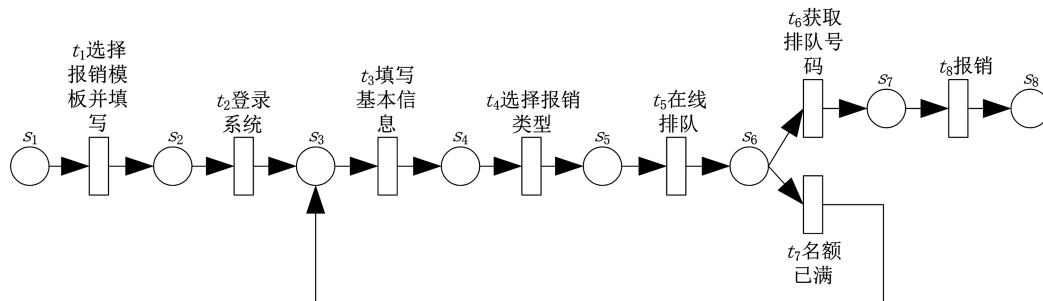 t₁选择
报销模
板并填
写
s₁
s₂
t₂登录
系统
s₃
t₃填写
基本信
息
s₄
t₄选择报销
类型
s₅
t₅在线
排队
s₆
t₆获取
排队号
码
s₇
t₈报销
s₈
t₇名额
已满